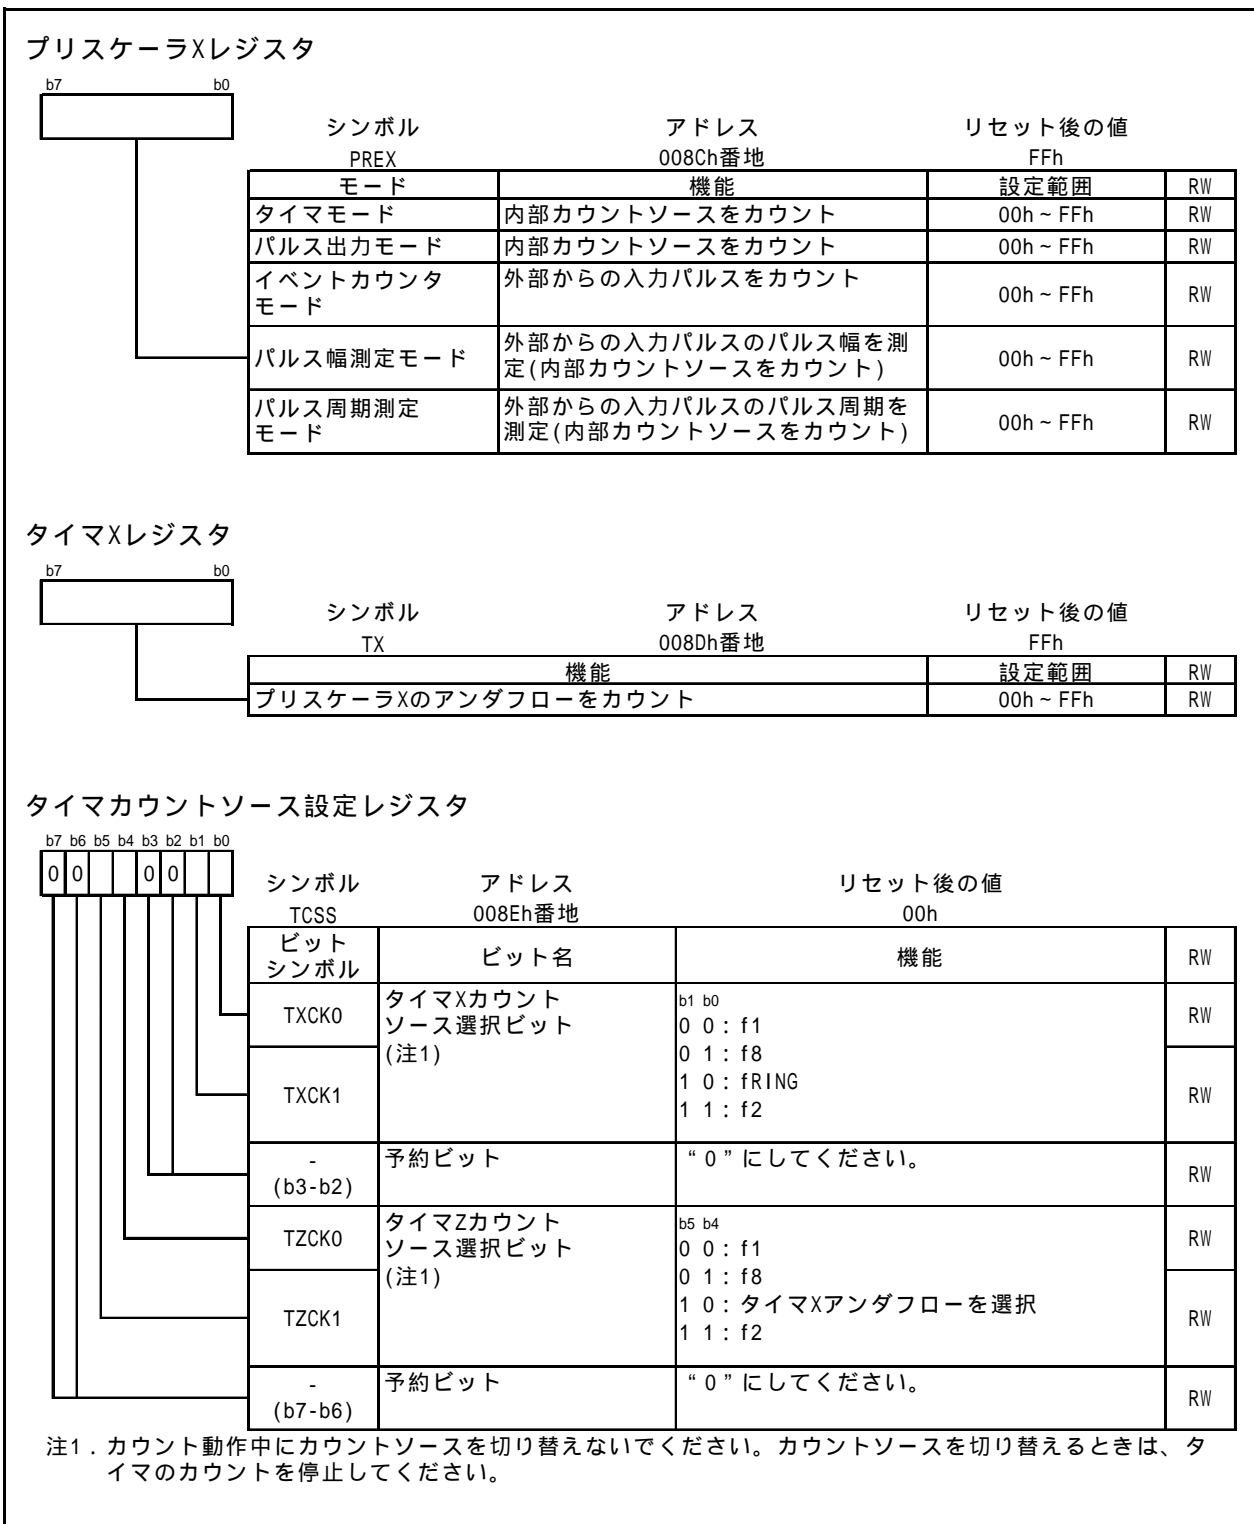 プリスケーラXレジスタ
b7 b0
シンボル アドレス リセット後の値
PREX 008Ch番地 FFh
モード 機能 設定範囲 RW
タイマモード 内部カウントソースをカウント 00h~FFh RW
パルス出力モード 内部カウントソースをカウント 00h~FFh RW
イベントカウンタ
モード
外部からの入力パルスをカウント
00h~FFh RW
パルス幅測定モード
外部からの入力パルスのパルス幅を測
定(内部カウントソースをカウント)
00h~FFh RW
パルス周期測定
モード
外部からの入力パルスのパルス周期を
測定(内部カウントソースをカウント)
00h~FFh RW
タイマXレジスタ
b7 b0
シンボル アドレス リセット後の値
TX 008Dh番地 FFh
機能 設定範囲 RW
プリスケーラXのアンダフローをカウント 00h~FFh RW
タイマカウントソース設定レジスタ
b7 b6 b5 b4 b3 b2 b1 b0
0 0 0 0
シンボル アドレス リセット後の値
TCSS 008Eh番地 00h
ビット
シンボル
ビット名 機能 RW
TXCK0
タイマXカウント
ソース選択ビット
(注1)
b1 b0
0 0:f1
0 1:f8
1 0:fRING
1 1:f2
RW
TXCK1
RW
-
(b3-b2)
予約ビット “0”にしてください。
RW
TZCK0
タイマZカウント
ソース選択ビット
(注1)
b5 b4
0 0:f1
0 1:f8
1 0:タイマXアンダフローを選択
1 1:f2
RW
TZCK1
RW
-
(b7-b6)
予約ビット “0”にしてください。
RW
注1.カウント動作中にカウントソースを切り替えないでください。カウントソースを切り替えるときは、タ
イマのカウントを停止してください。